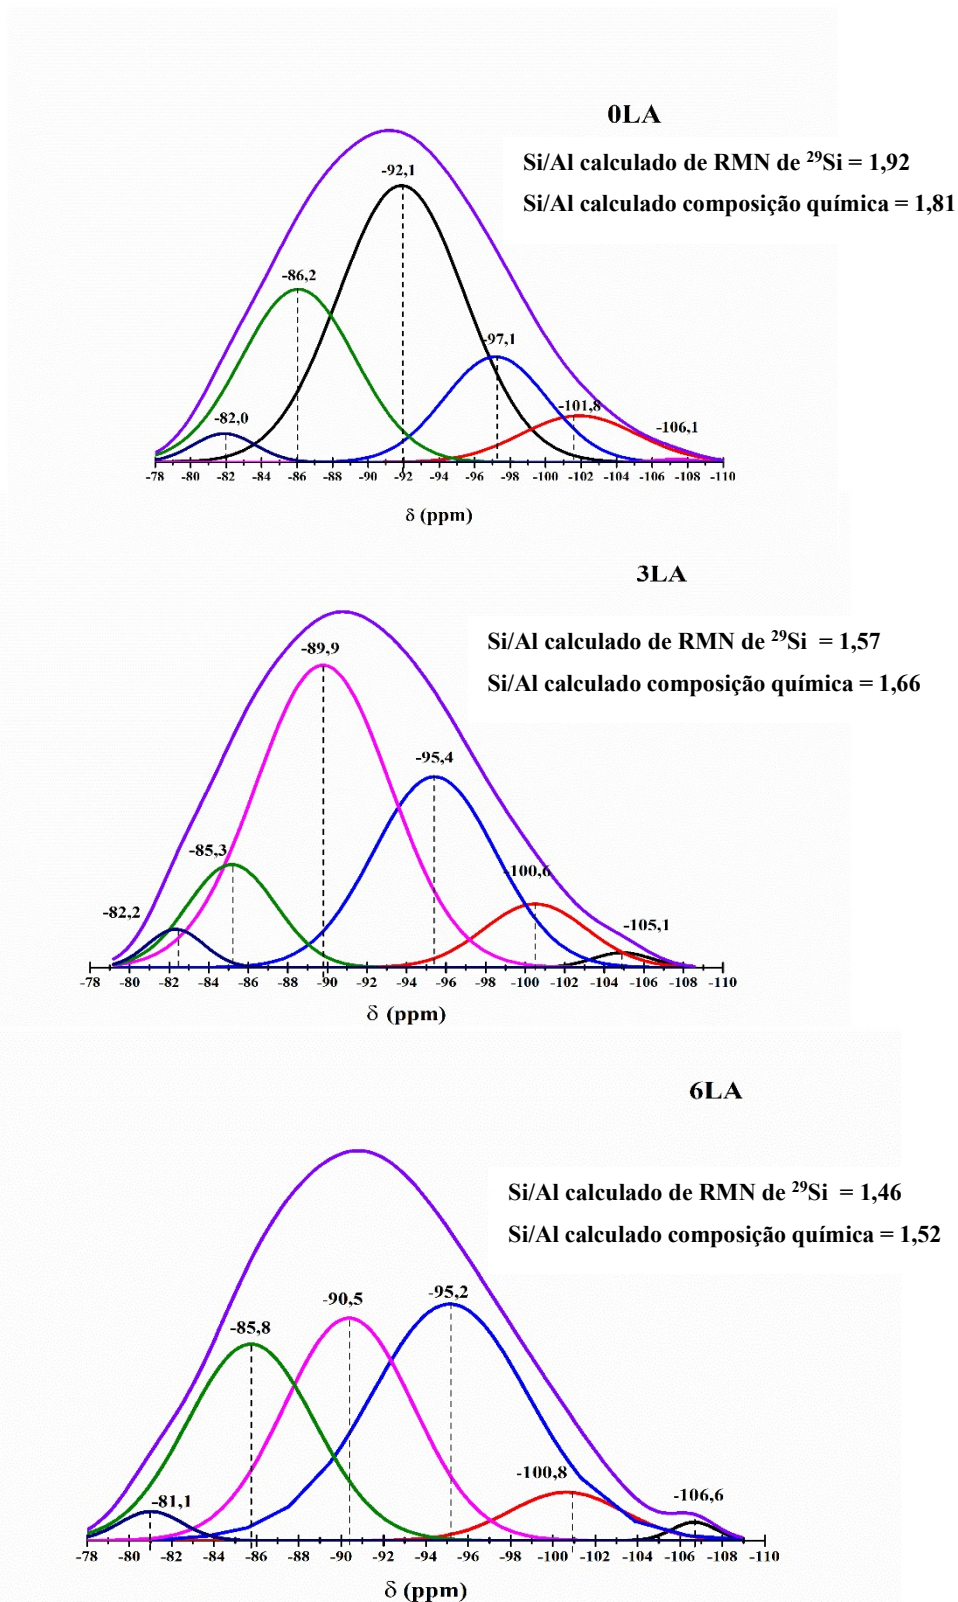 0LA
Si/Al calculado de RMN de ²⁹Si = 1,92
Si/Al calculado composição química = 1,81
-92,1
-86,2
-97,1
-82,0
-101,8
-106,1
-78 -80 -82 -84 -86 -88 -90 -92 -94 -96 -98 -100 -102 -104 -106 -108 -110
δ (ppm)
3LA
Si/Al calculado de RMN de ²⁹Si = 1,57
Si/Al calculado composição química = 1,66
-89,9
-95,4
-85,3
-100,6
-82,2
-105,1
-78 -80 -82 -84 -86 -88 -90 -92 -94 -96 -98 -100 -102 -104 -106 -108 -110
δ (ppm)
6LA
Si/Al calculado de RMN de ²⁹Si = 1,46
Si/Al calculado composição química = 1,52
-95,2
-90,5
-85,8
-100,8
-106,6
-81,1
-78 -80 -82 -84 -86 -88 -90 -92 -94 -96 -98 -100 -102 -104 -106 -108 -110
δ (ppm)